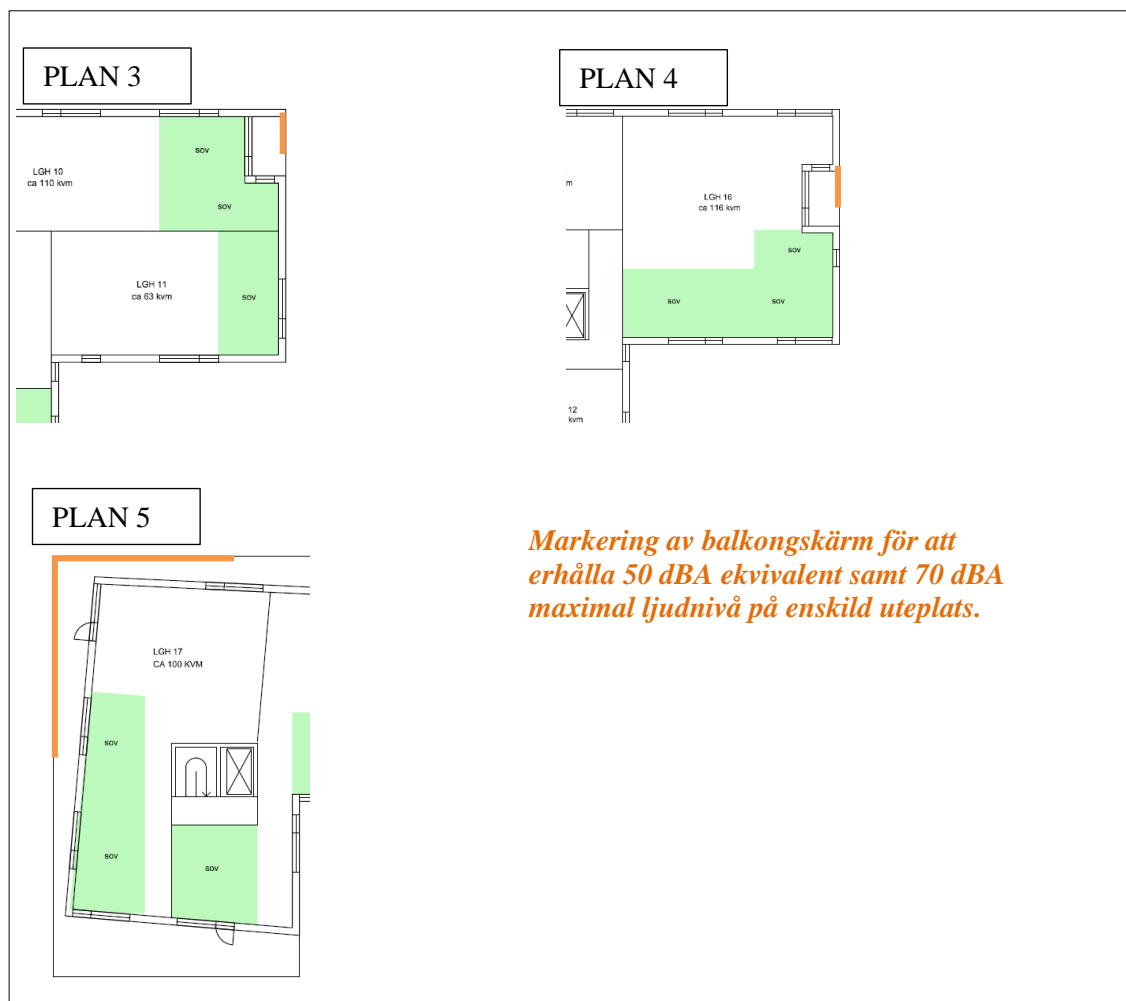 PLAN 3
sov
LGH 10
ca 110 kvm
sov
LGH 11
ca 63 kvm
sov
PLAN 4
m
LGH 16
ca 116 kvm
sov
sov
sov
12
kvm
PLAN 5
LGH 17
CA 100 KVM
sov
sov
sov
Markering av balkongskärm för att
erhålla 50 dBA ekvivalent samt 70 dBA
maximal ljudnivå på enskild uteplats.